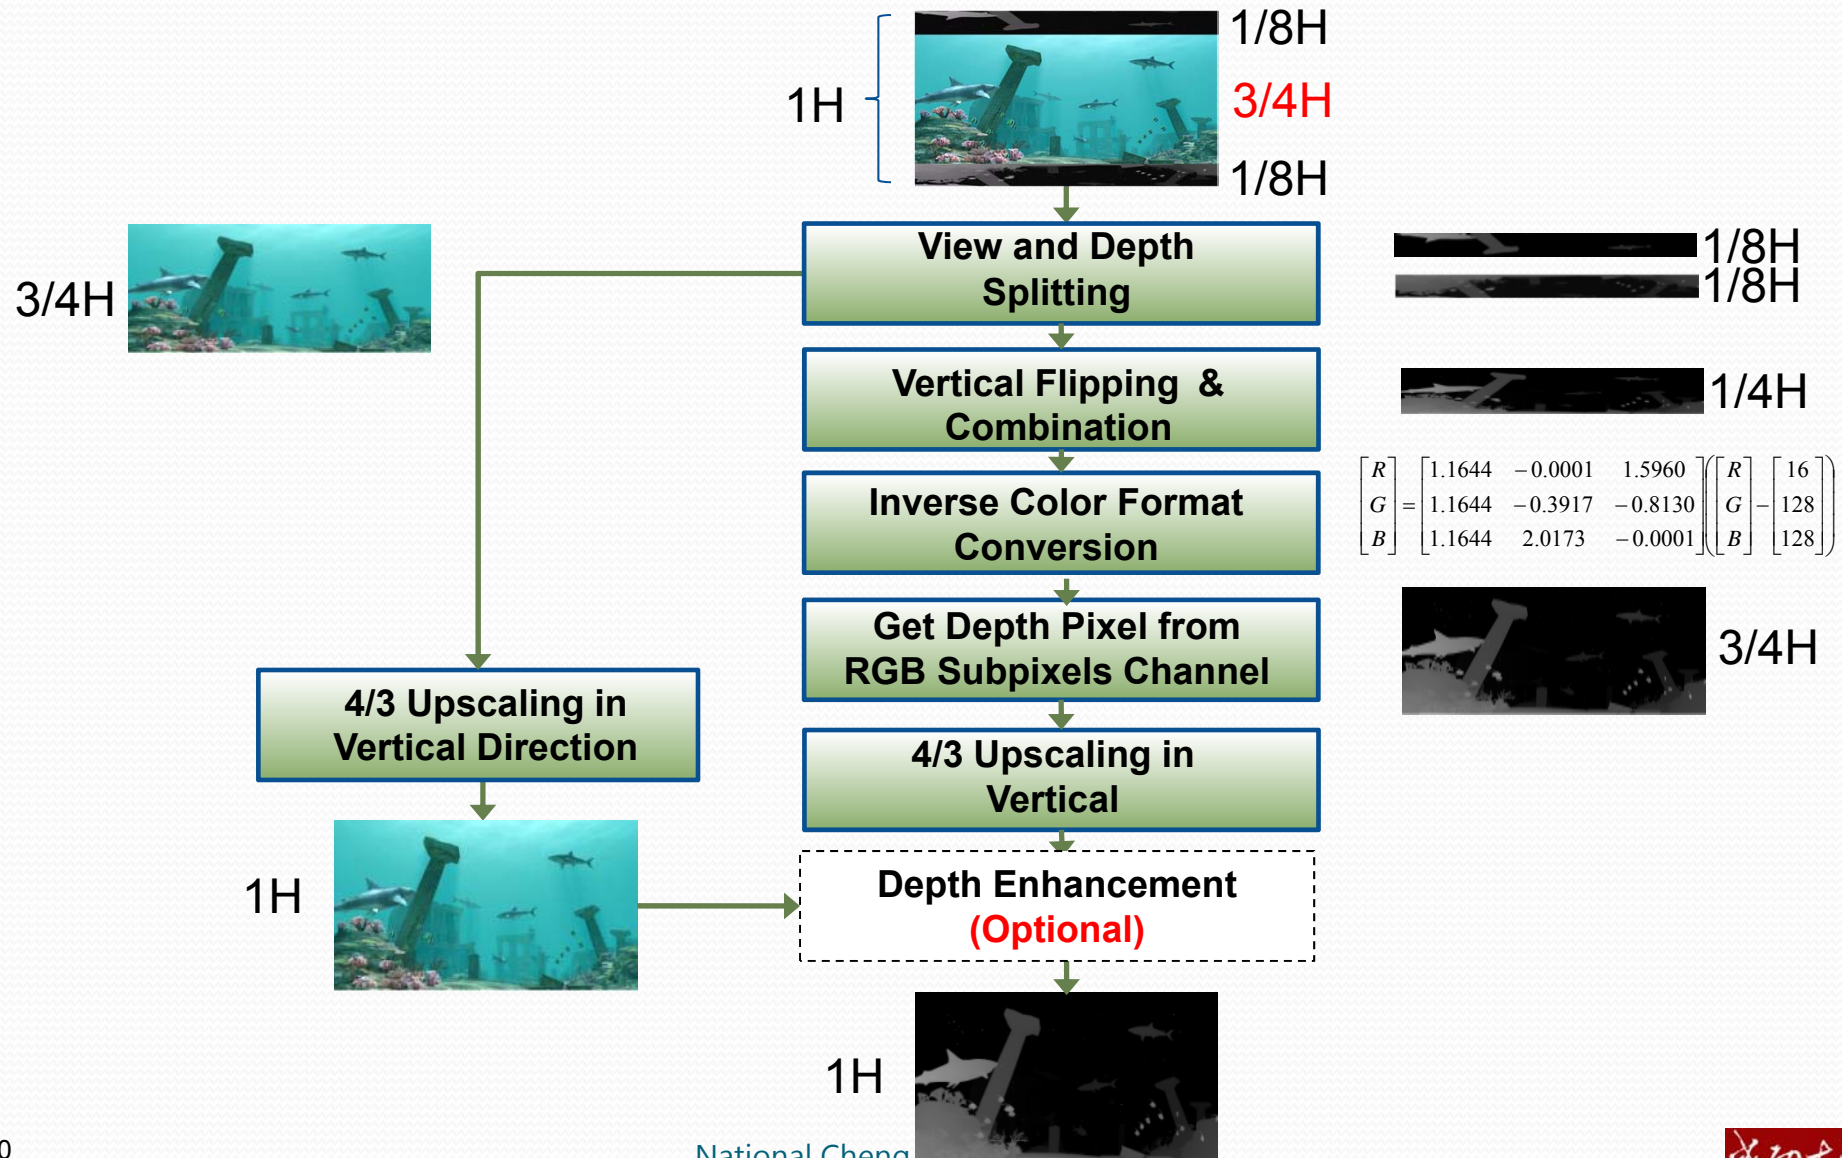 1/8H
1H
3/4H
1/8H
View and Depth
Splitting
1/8H
1/8H
3/4H
Vertical Flipping &
Combination
1/4H
Inverse Color Format
Conversion
[R] [1.1644 −0.0001 1.5960] ([R] [16])
[G] = [1.1644 −0.3917 −0.8130] ([G] − [128])
[B] [1.1644 2.0173 −0.0001] ([B] [128])
Get Depth Pixel from
RGB Subpixels Channel
3/4H
4/3 Upscaling in
Vertical Direction
4/3 Upscaling in
Vertical
1H
Depth Enhancement
(Optional)
1H
0
National Cheng